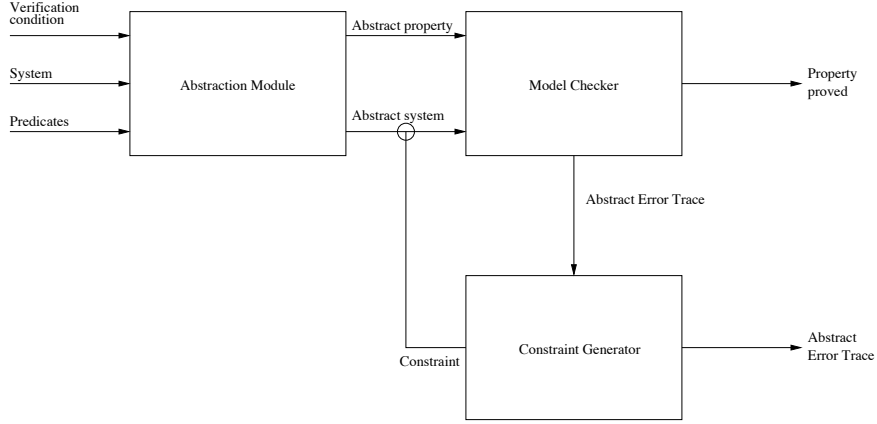 Verification
condition
Abstract property
System
Abstraction Module
Model Checker
Property
proved
Predicates
Abstract system
Abstract Error Trace
Constraint
Constraint Generator
Abstract
Error Trace